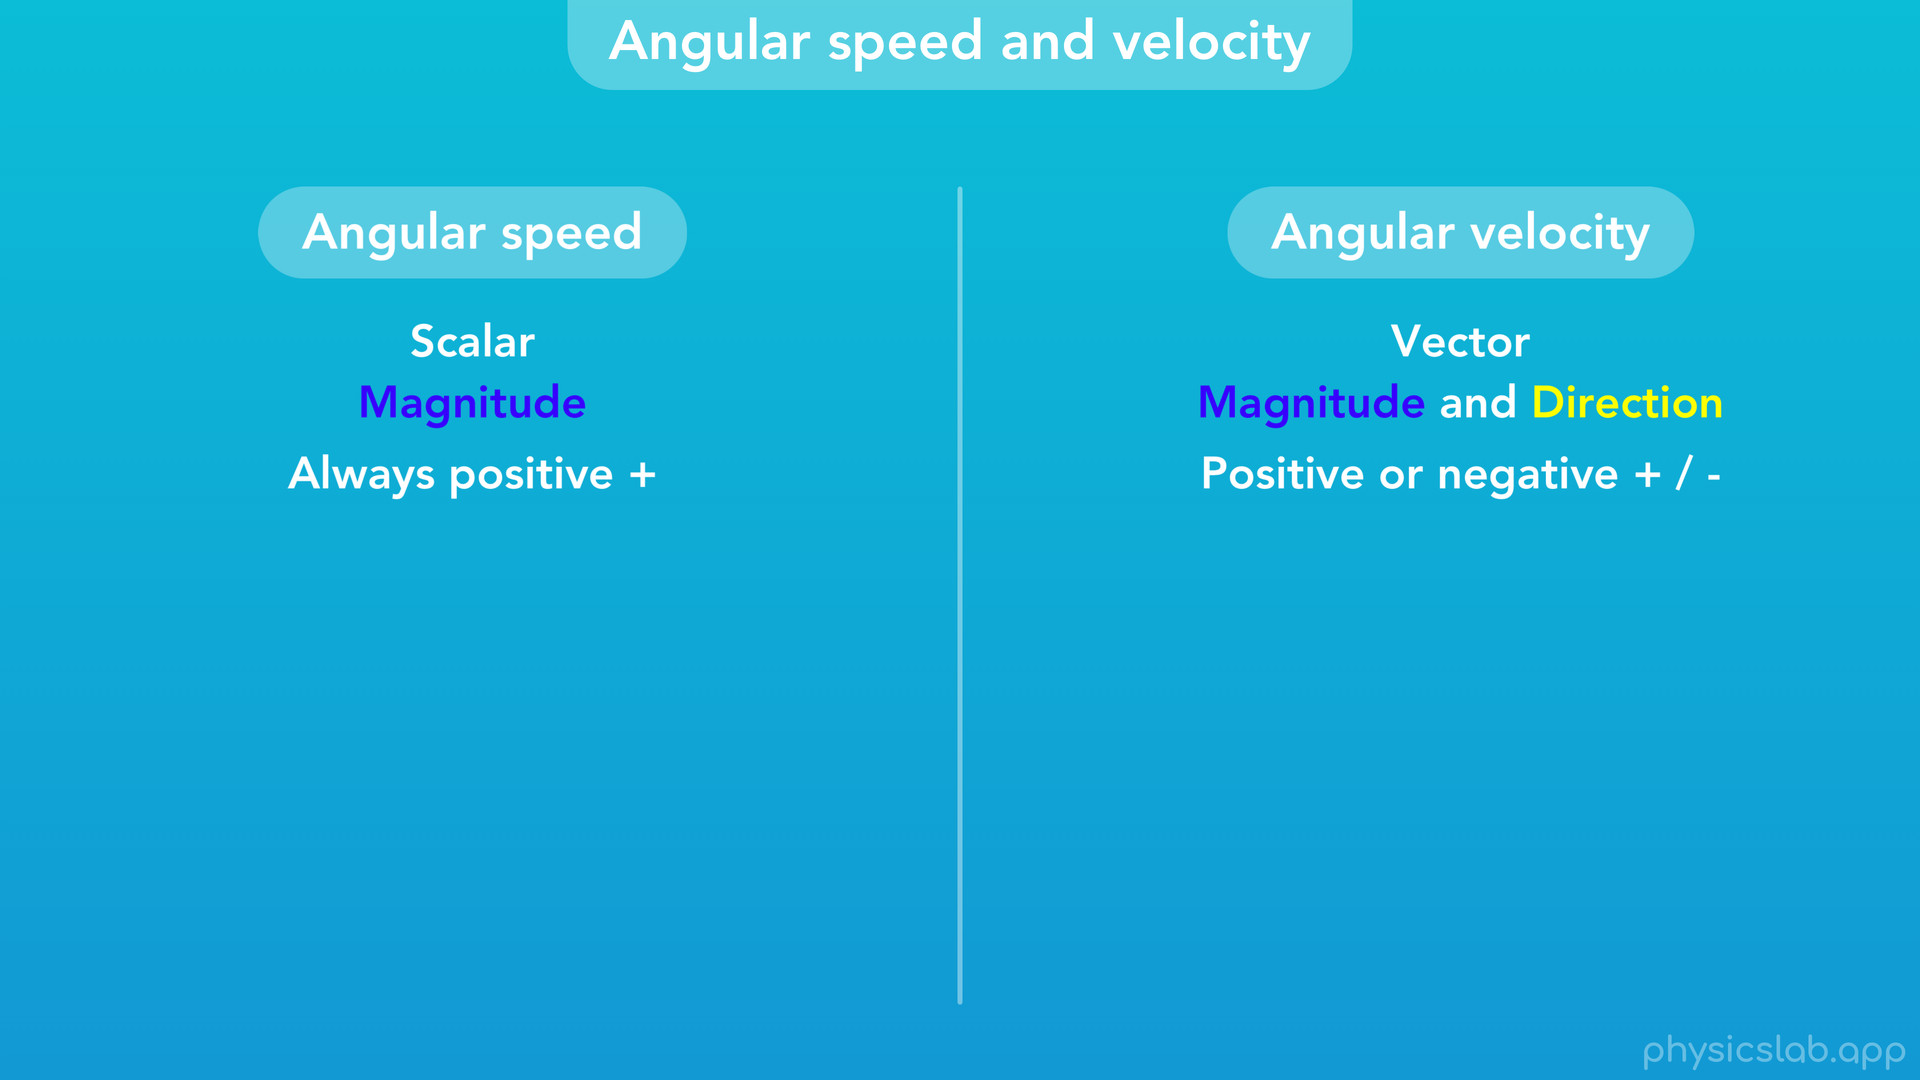 Angular speed and velocity
Angular speed
Scalar
Magnitude
Always positive +
Angular velocity
Vector
Magnitude and Direction
Positive or negative + / -
physicslab.app